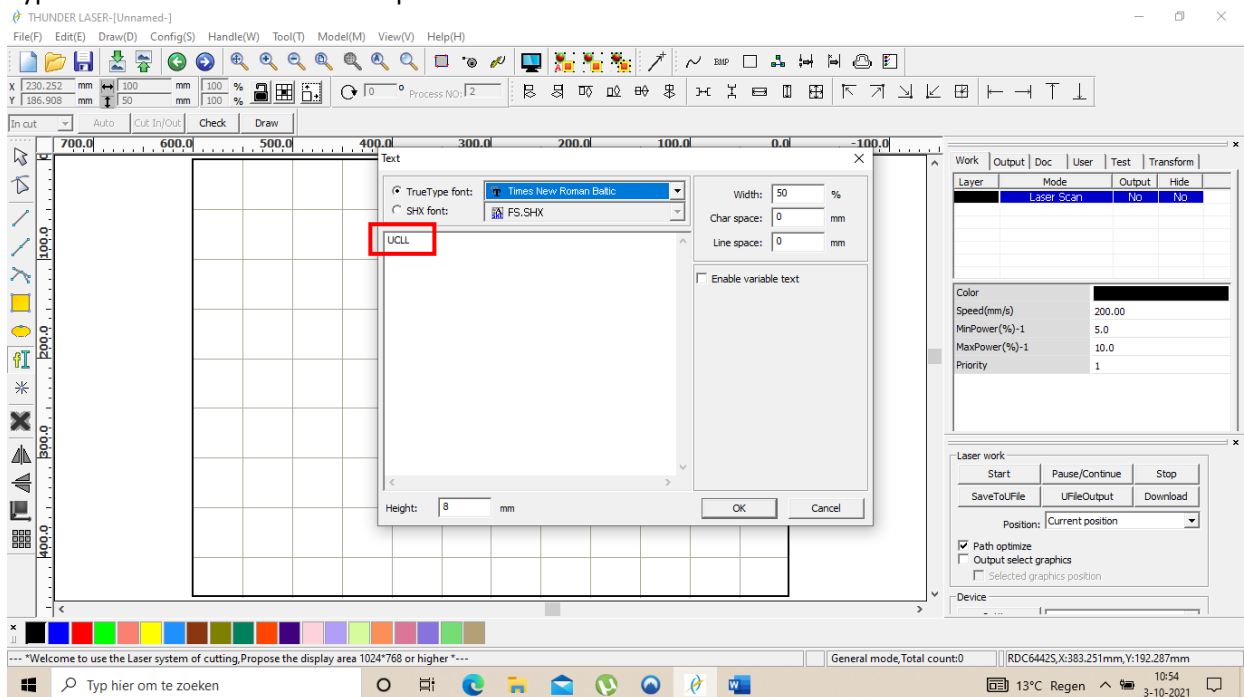 THUNDER LASER-[Unnamed-]
File(F) Edit(E) Draw(D) Config(S) Handle(W) Tool(T) Model(M) View(V) Help(H)
X 230.252 mm 100 mm 100 %
Y 186.908 mm 50 mm 100 %
0 ° Process NO: 2
BMP
In cut Auto Cut In/Out Check Draw
700.0 600.0 500.0 400.0 300.0 200.0 100.0 0.0 -100.0
100.0
200.0
300.0
400.0
Text
TrueType font: Times New Roman Baltic
SHX font: FS.SHX
UCLL
Width: 50 %
Char space: 0 mm
Line space: 0 mm
Enable variable text
Height: 8 mm
OK Cancel
Work Output Doc User Test Transform
Layer Mode Output Hide
Laser Scan No No
Color
Speed(mm/s) 200.00
MinPower(%)-1 5.0
MaxPower(%)-1 10.0
Priority 1
Laser work
Start Pause/Continue Stop
SaveToUFile UFileOutput Download
Position: Current position
Path optimize
Output select graphics
Selected graphics position
Device
--- *Welcome to use the Laser system of cutting,Propose the display area 1024*768 or higher *---
General mode,Total count:0
RDC6442S,X:383.251mm,Y:192.287mm
Typ hier om te zoeken
13°C Regen
10:54
3-10-2021